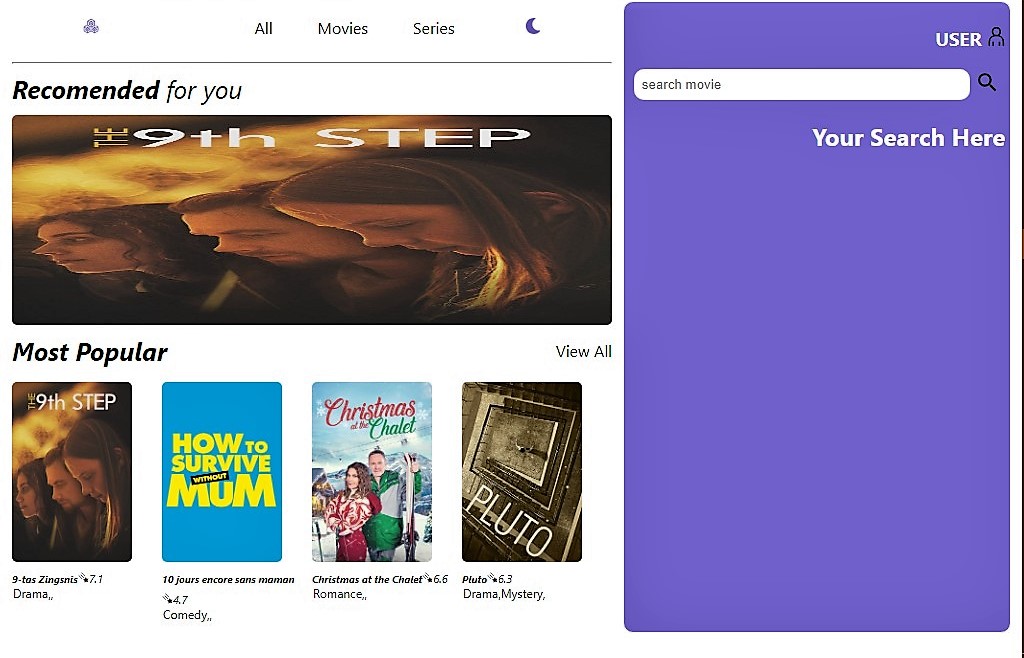 All Movies Series
USER
search movie
Your Search Here
Recomended for you
THE 9th STEP
Most Popular
View All
THE 9th STEP
HOW TO
SURVIVE
WITHOUT
MUM
Christmas
at the Chalet
PLUTO
9-tas Zingsnis 7.1
Drama,,
10 jours encore sans maman
4.7
Comedy,,
Christmas at the Chalet 6.6
Romance,,
Pluto 6.3
Drama,Mystery,